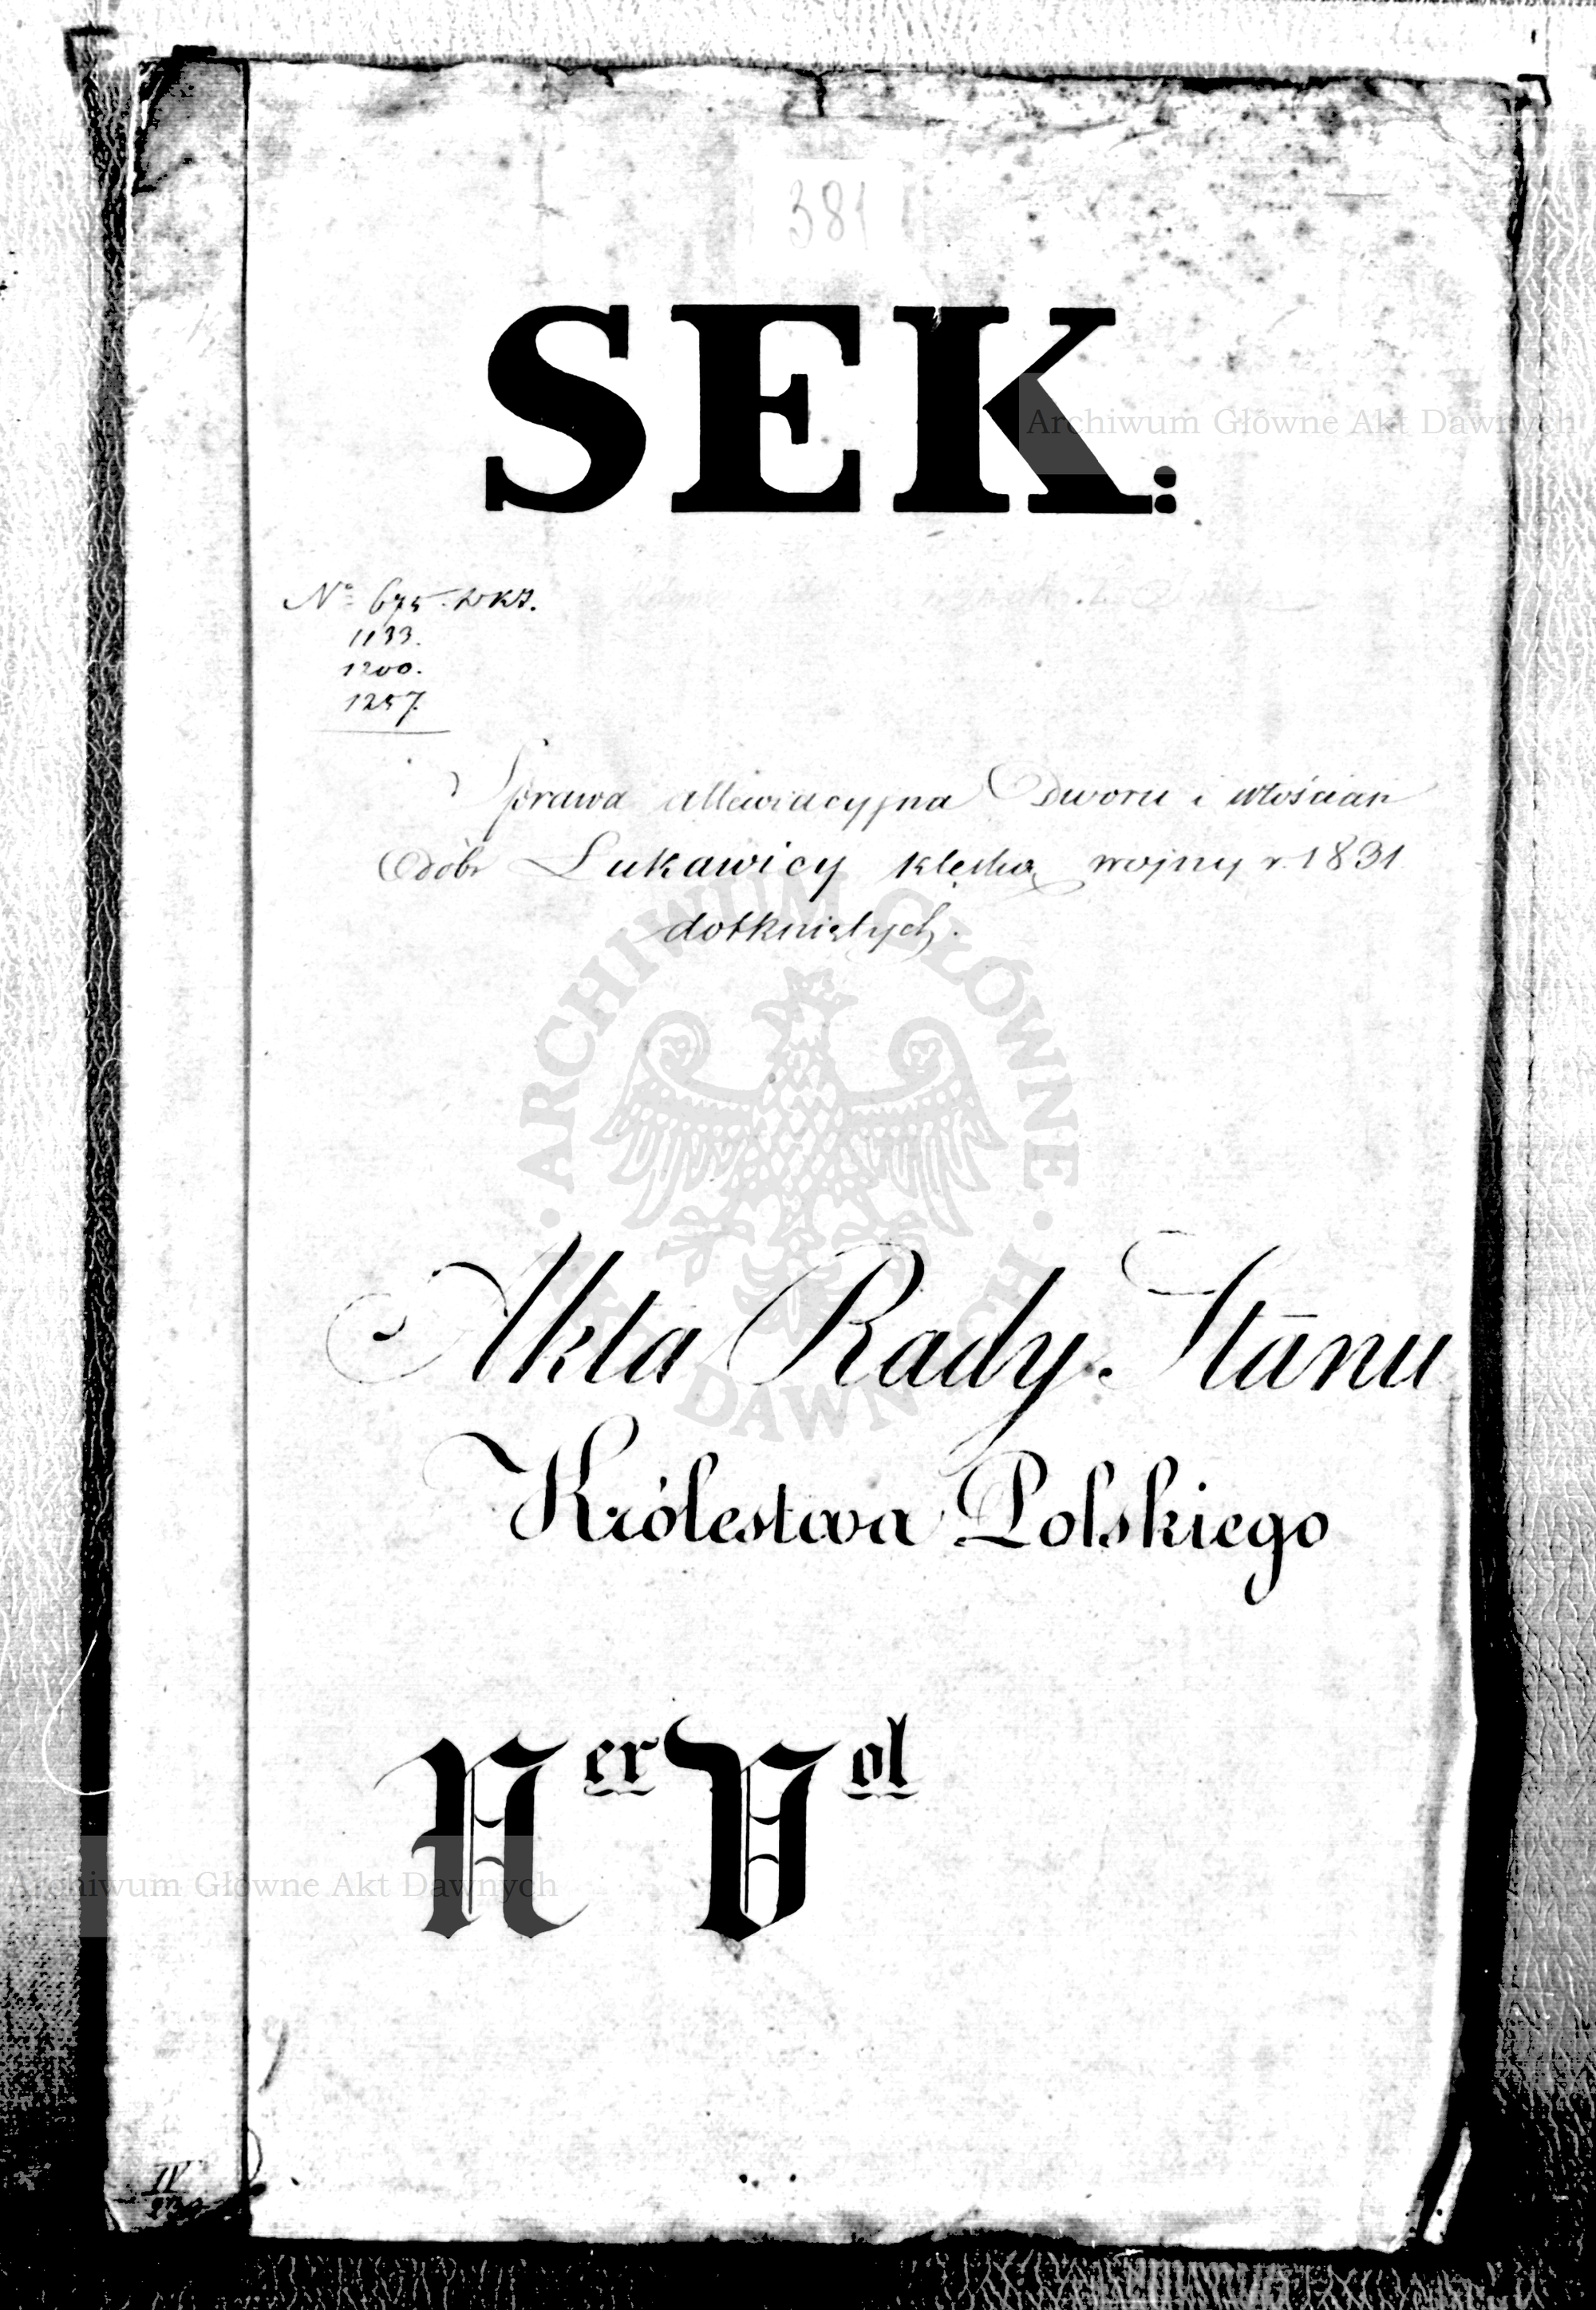 381
SEK:
Archiwum Główne Akt Dawnych
Nº 675.
1133.
1200.
1257.
Sprawa allewiacyjna Dworu i włościan
Dóbr Łukawicy klęską wojny r. 1831
dotkniętych.
ARCHIWUM GŁÓWNE AKT DAWNYCH
Akta Rady Stanu
Królestwa Polskiego
Ner Vol
Archiwum Główne Akt Dawnych
IV